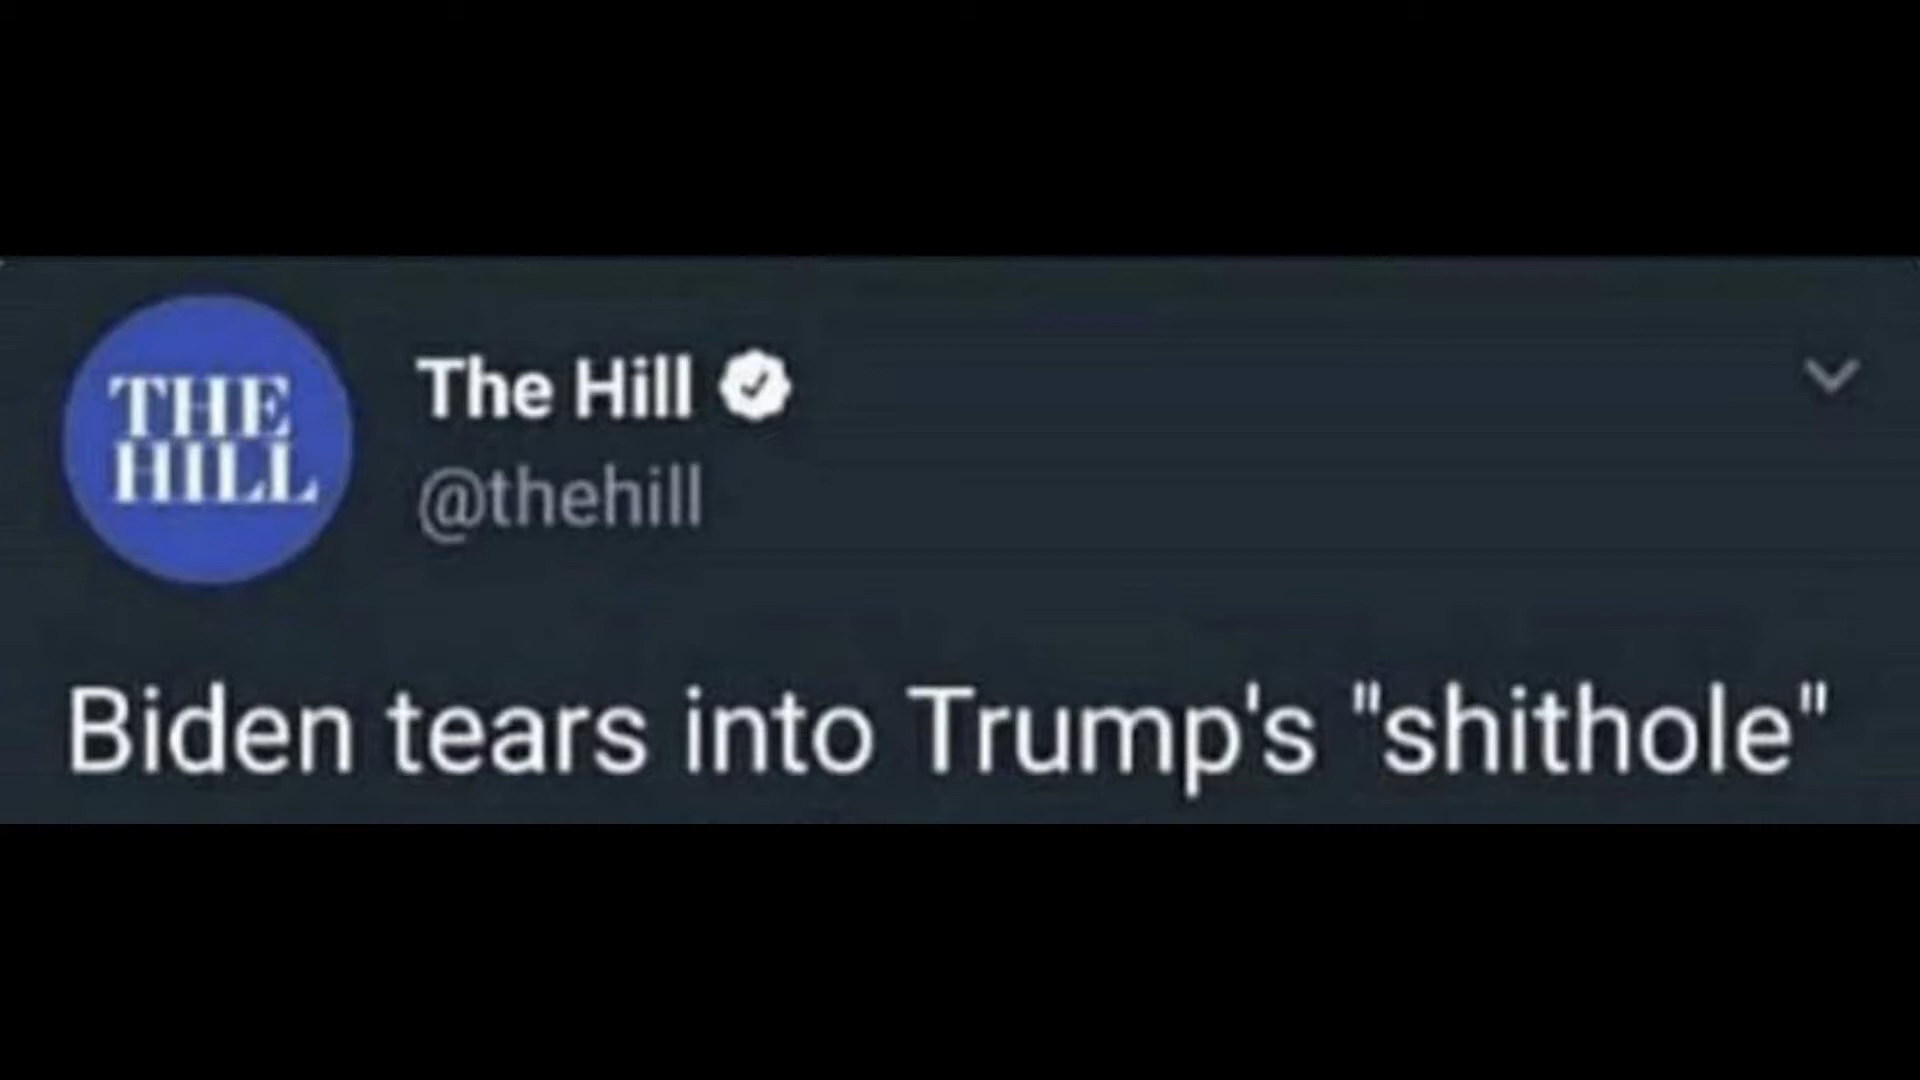 THE
HILL
The Hill
@thehill
Biden tears into Trump's "shithole"